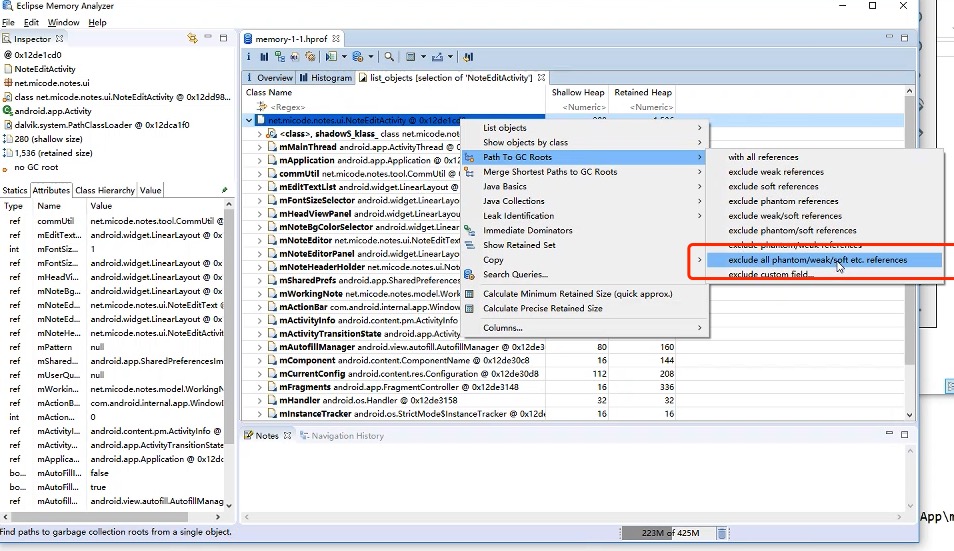 Eclipse Memory Analyzer
File Edit Window Help
Inspector
@ 0x12de1cd0
NoteEditActivity
net.micode.notes.ui
class net.micode.notes.ui.NoteEditActivity @ 0x12dd98...
android.app.Activity
dalvik.system.PathClassLoader @ 0x12dca1f0
280 (shallow size)
1,536 (retained size)
no GC root
Statics Attributes Class Hierarchy Value
Type Name Value
ref commUtil net.micode.notes.tool.CommUtil @
ref mEditText... android.widget.LinearLayout @ 0x
int mFontSiz... 1
ref mFontSiz... android.widget.LinearLayout @ 0x
ref mHeadVi... net.micode.notes.ui.NoteEditActivit
ref mNoteBg... android.widget.LinearLayout @ 0x
ref mNoteEd... net.micode.notes.ui.NoteEditText @
ref mNoteEd... android.widget.LinearLayout @ 0x
ref mNoteHe... net.micode.notes.ui.NoteEditActivit
ref mPattern null
ref mShared... android.app.SharedPreferencesIm
ref mUserQu... null
ref mWorkin... net.micode.notes.model.WorkingN
ref mActionB... com.android.internal.app.Window
int mAction... 0
ref mActivityI... android.content.pm.ActivityInfo @
ref mActivity... android.app.ActivityTransitionState
ref mApplica... android.app.Application @ 0x12dc
bo... mAutoFillI... false
bo... mAutoFill... true
ref mAutofill... android.view.autofill.AutofillManag
memory-1-1.hprof
Overview Histogram list_objects [selection of 'NoteEditActivity']
Class Name Shallow Heap Retained Heap
<Regex> <Numeric> <Numeric>
net.micode.notes.ui.NoteEditActivity @ 0x12de1cd0
<class>, shadow$_klass_ class net.micode.not
mMainThread android.app.ActivityThread @
mApplication android.app.Application @
commUtil net.micode.notes.tool.CommUtil
mEditTextList android.widget.LinearLayout @
mFontSizeSelector android.widget.Linear
mHeadViewPanel
mNoteBgColorSelector android.widget.Linear
mNoteEditor net.micode.notes.ui.NoteEdit
mNoteEditorPanel android.widget.LinearLayo
mNoteHeaderHolder net.micode.notes.ui
mSharedPrefs android.app.SharedPrefere
mWorkingNote net.micode.notes.model.Work
mActionBar com.android.internal.app.Windo
mActivityInfo android.content.pm.ActivityInfo
mActivityTransitionState android.app.Activity
mAutofillManager android.view.autofill.AutofillManager @ 0x12de3 80 160
mComponent android.content.ComponentName @ 0x12de30c8 16 144
mCurrentConfig android.content.res.Configuration @ 0x12de30d8 112 208
mFragments android.app.FragmentController @ 0x12de3148 16 336
mHandler android.os.Handler @ 0x12de3158 32 32
mInstanceTracker android.os.StrictMode$InstanceTracker @ 0x12de 16 16
List objects
Show objects by class
Path To GC Roots
Merge Shortest Paths to GC Roots
Java Basics
Java Collections
Leak Identification
Immediate Dominators
Show Retained Set
Copy
Search Queries...
Calculate Minimum Retained Size (quick approx.)
Calculate Precise Retained Size
Columns...
with all references
exclude weak references
exclude soft references
exclude phantom references
exclude weak/soft references
exclude phantom/soft references
exclude phantom/weak references
exclude all phantom/weak/soft etc. references
exclude custom field...
Notes Navigation History
Find paths to garbage collection roots from a single object.
223M of 425M
App\m